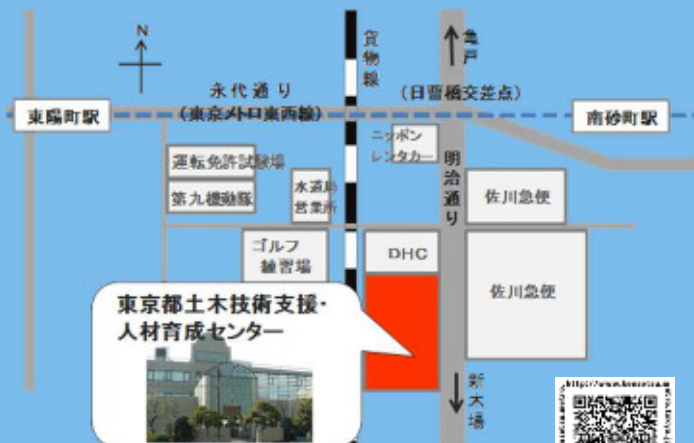 N
貨物線
亀戸
永代通り
(日曹橋交差点)
東陽町駅
(東京メトロ東西線)
南砂町駅
ニッポン
レンタカー
明治通り
運転免許試験場
第九機動隊
水道局
営業所
佐川急便
ゴルフ
練習場
DHC
佐川急便
東京都土木技術支援・
人材育成センター
新木場